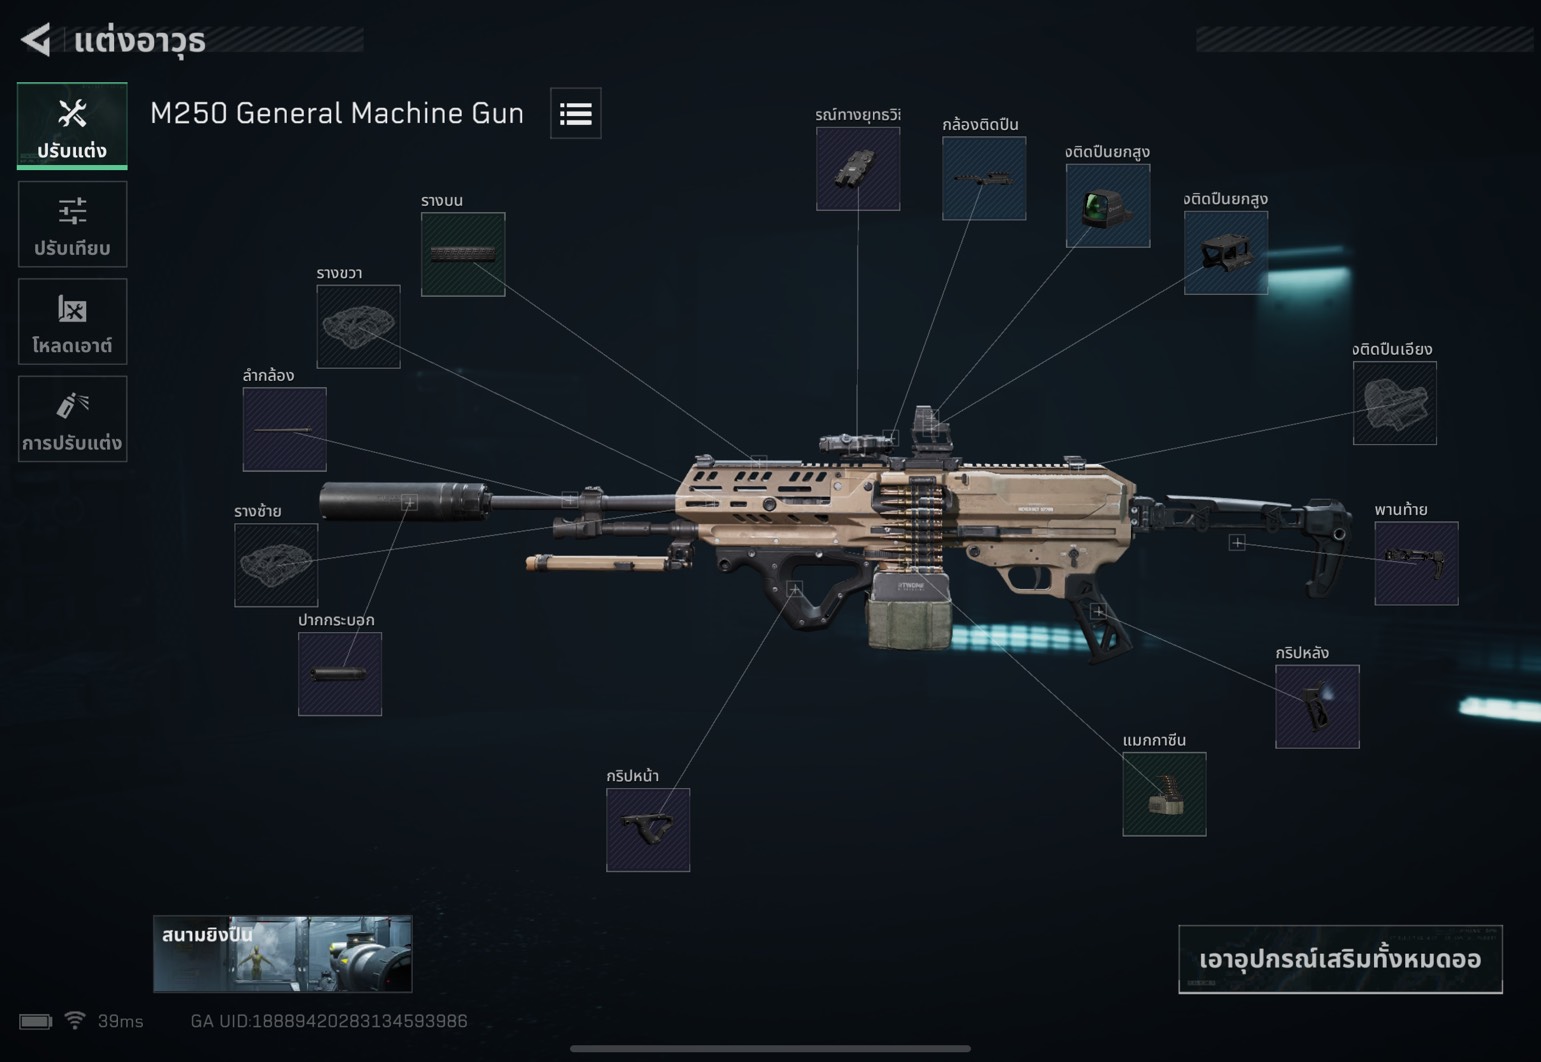 แต่งอาวุธ
ปรับแต่ง
M250 General Machine Gun
รณ์ทางยุทธวิ
กล้องติดปืน
งติดปืนยกสูง
งติดปืนยกสูง
รางบน
ปรับเทียบ
รางขวา
โหลดเอาต์
ลำกล้อง
งติดปืนเอียง
การปรับแต่ง
รางซ้าย
พานท้าย
ปากกระบอก
กริปหลัง
แมกกาซีน
กริปหน้า
สนามยิงปืน
เอาอุปกรณ์เสริมทั้งหมดออ
39ms
GA UID:18889420283134593986